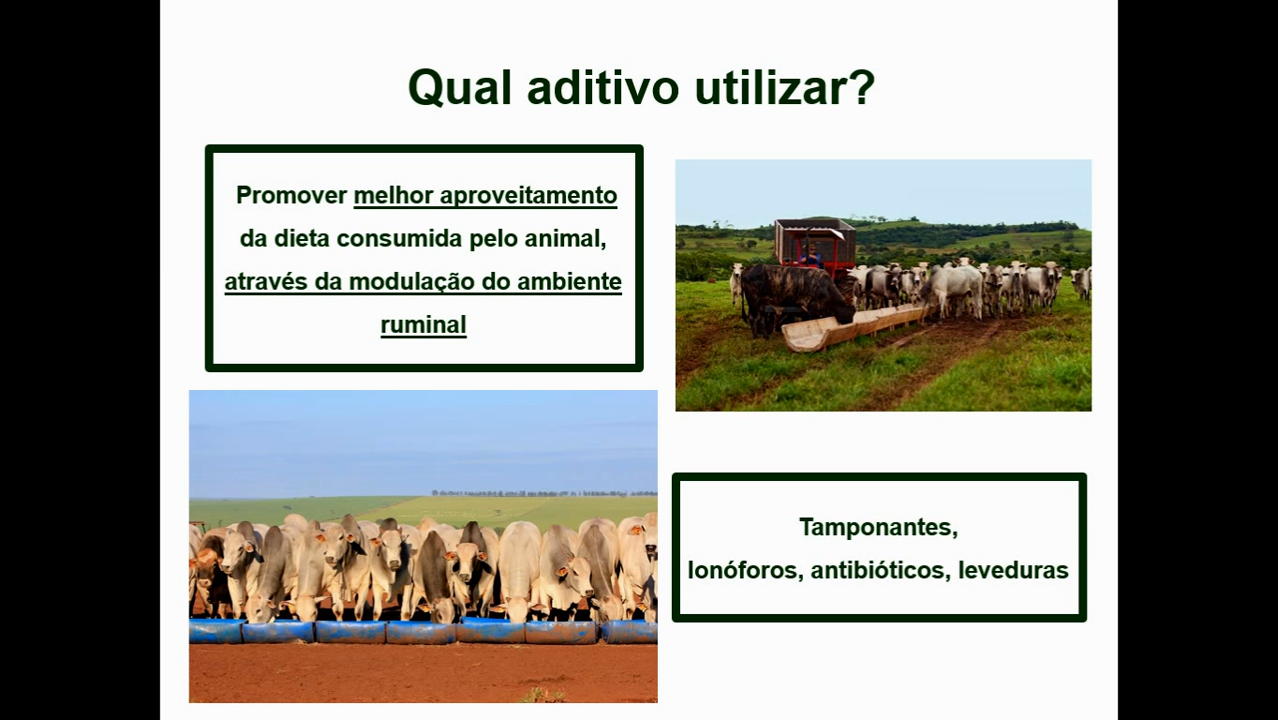 Qual aditivo utilizar?
Promover melhor aproveitamento
da dieta consumida pelo animal,
através da modulação do ambiente
ruminal
Tamponantes,
Ionóforos, antibióticos, leveduras